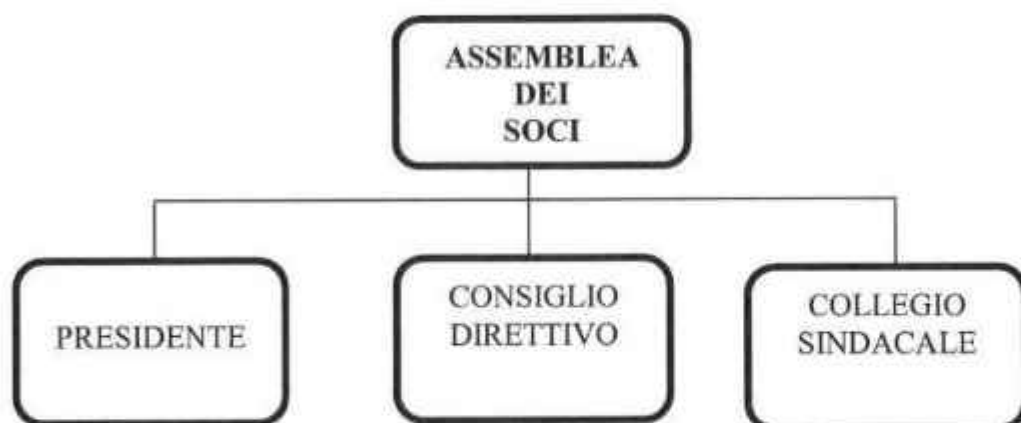 ASSEMBLEA
DEI
SOCI
PRESIDENTE
CONSIGLIO
DIRETTIVO
COLLEGIO
SINDACALE